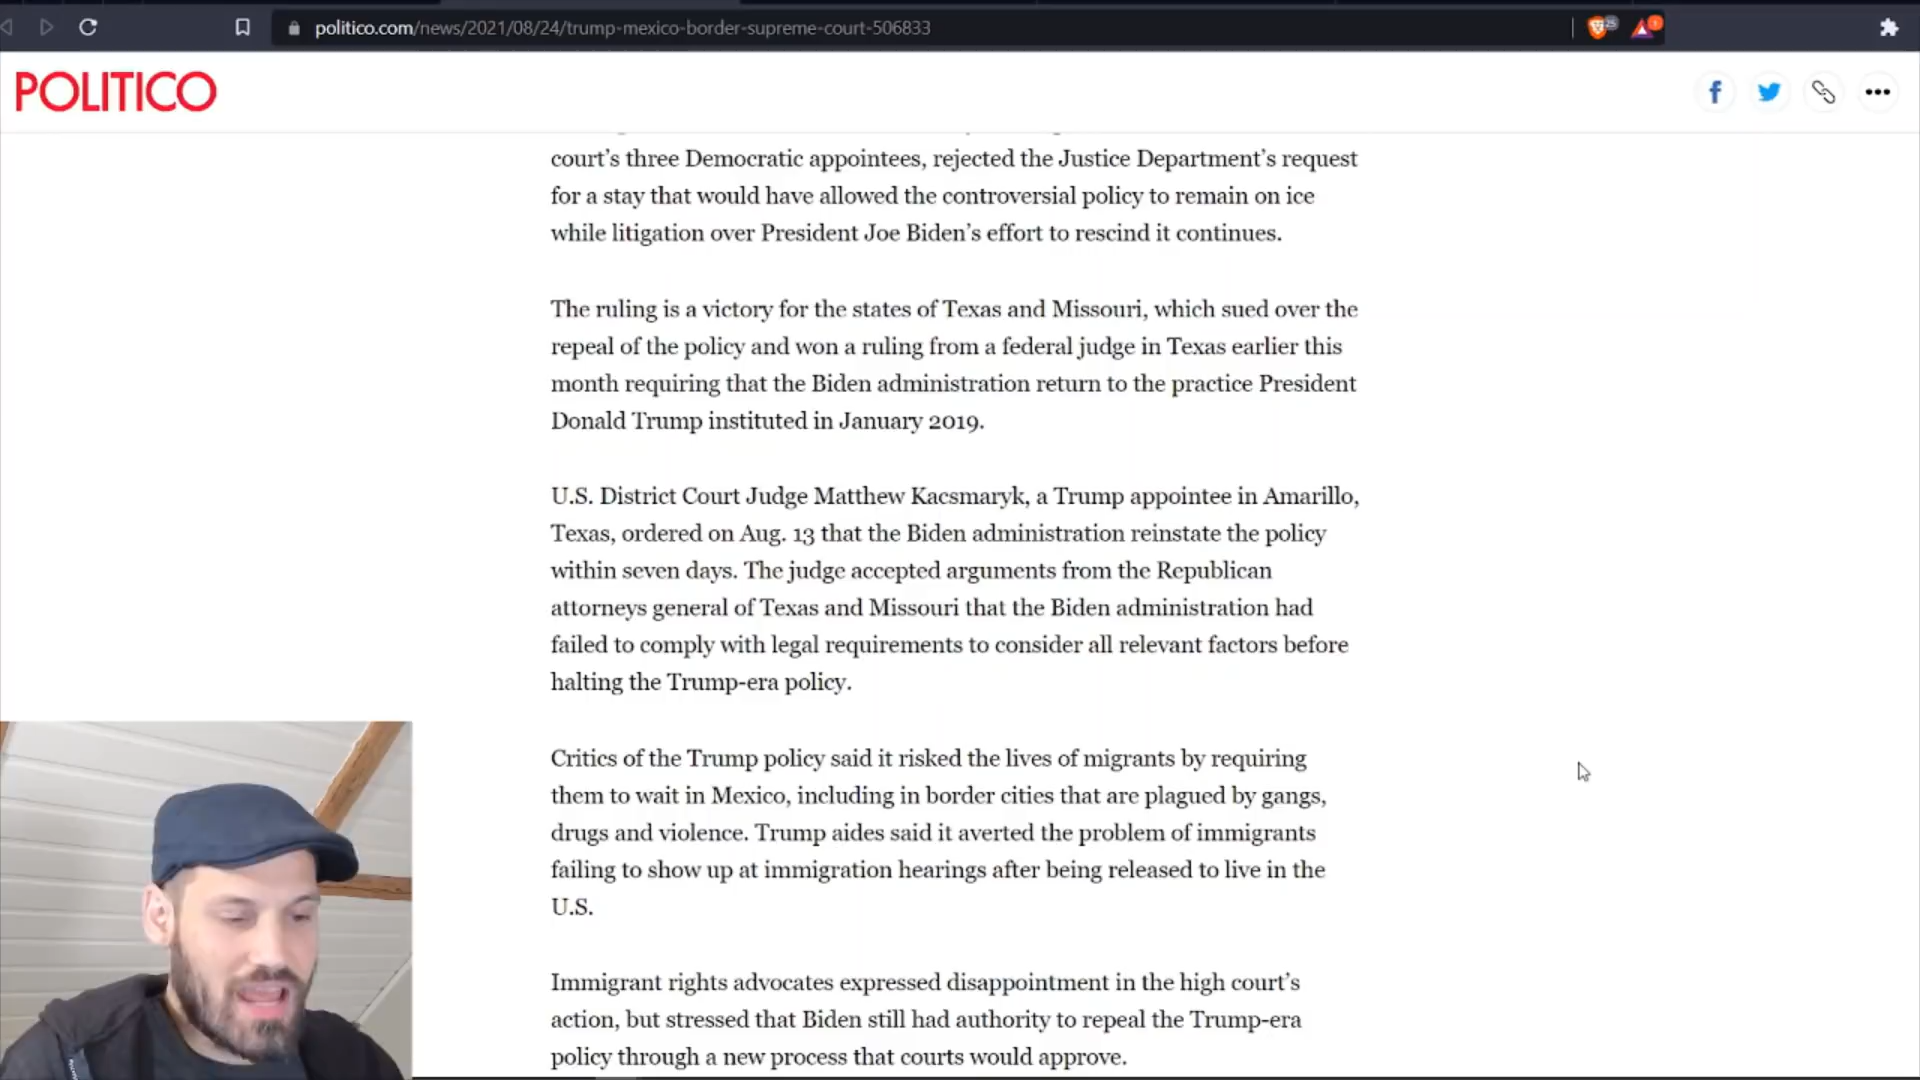 politico.com/news/2021/08/24/trump-mexico-border-supreme-court-506833
25
1
POLITICO
court’s three Democratic appointees, rejected the Justice Department’s request
for a stay that would have allowed the controversial policy to remain on ice
while litigation over President Joe Biden’s effort to rescind it continues.
The ruling is a victory for the states of Texas and Missouri, which sued over the
repeal of the policy and won a ruling from a federal judge in Texas earlier this
month requiring that the Biden administration return to the practice President
Donald Trump instituted in January 2019.
U.S. District Court Judge Matthew Kacsmaryk, a Trump appointee in Amarillo,
Texas, ordered on Aug. 13 that the Biden administration reinstate the policy
within seven days. The judge accepted arguments from the Republican
attorneys general of Texas and Missouri that the Biden administration had
failed to comply with legal requirements to consider all relevant factors before
halting the Trump-era policy.
Critics of the Trump policy said it risked the lives of migrants by requiring
them to wait in Mexico, including in border cities that are plagued by gangs,
drugs and violence. Trump aides said it averted the problem of immigrants
failing to show up at immigration hearings after being released to live in the
U.S.
Immigrant rights advocates expressed disappointment in the high court’s
action, but stressed that Biden still had authority to repeal the Trump-era
policy through a new process that courts would approve.